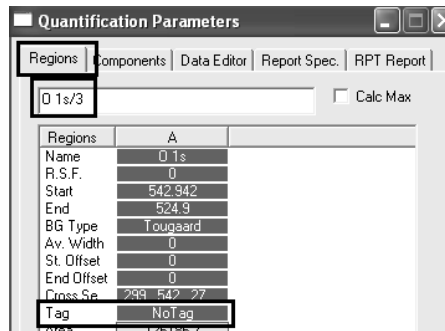 Quantification Parameters
Regions Components Data Editor Report Spec. RPT Report
O 1s/3 Calc Max
Regions A
Name O 1s
R.S.F. 0
Start 542.942
End 524.9
BG Type Tougaard
Av. Width 0
St. Offset 0
End Offset 0
Cross Se 299 542 27
Tag NoTag
Area